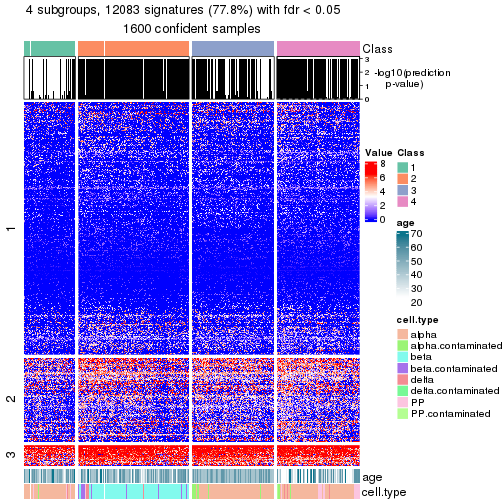 4 subgroups, 12083 signatures (77.8%) with fdr < 0.05
1600 confident samples
Class
3
2
1
0
-log10(prediction
p-value)
1
2
3
age
cell.type
Value
8
6
4
2
0
Class
1
2
3
4
age
70
60
50
40
30
20
cell.type
alpha
alpha.contaminated
beta
beta.contaminated
delta
delta.contaminated
PP
PP.contaminated